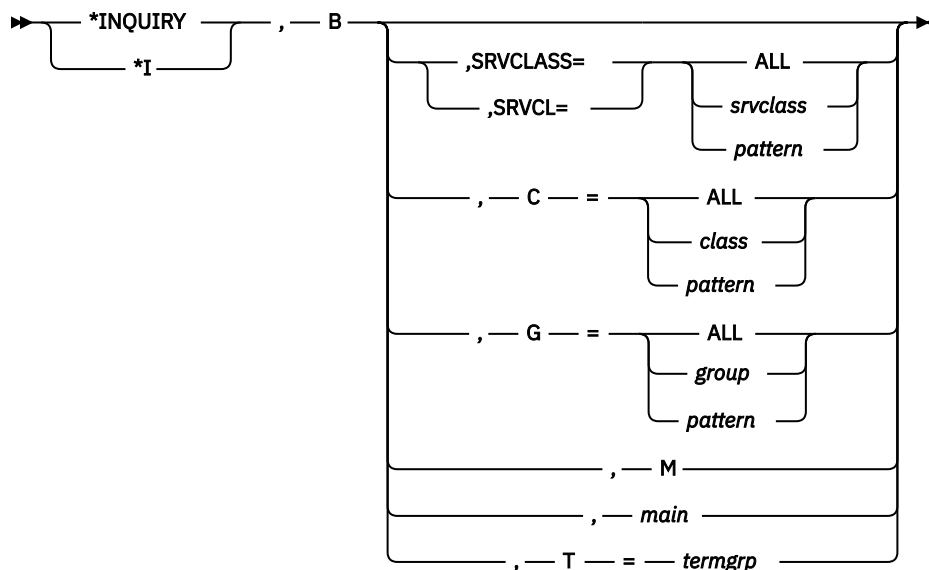 *INQUIRY , B
*I
,SRVCLASS= ALL
,SRVCL= srvclass
pattern
, C = ALL
class
pattern
, G = ALL
group
pattern
, M
, main
, T = termgrp